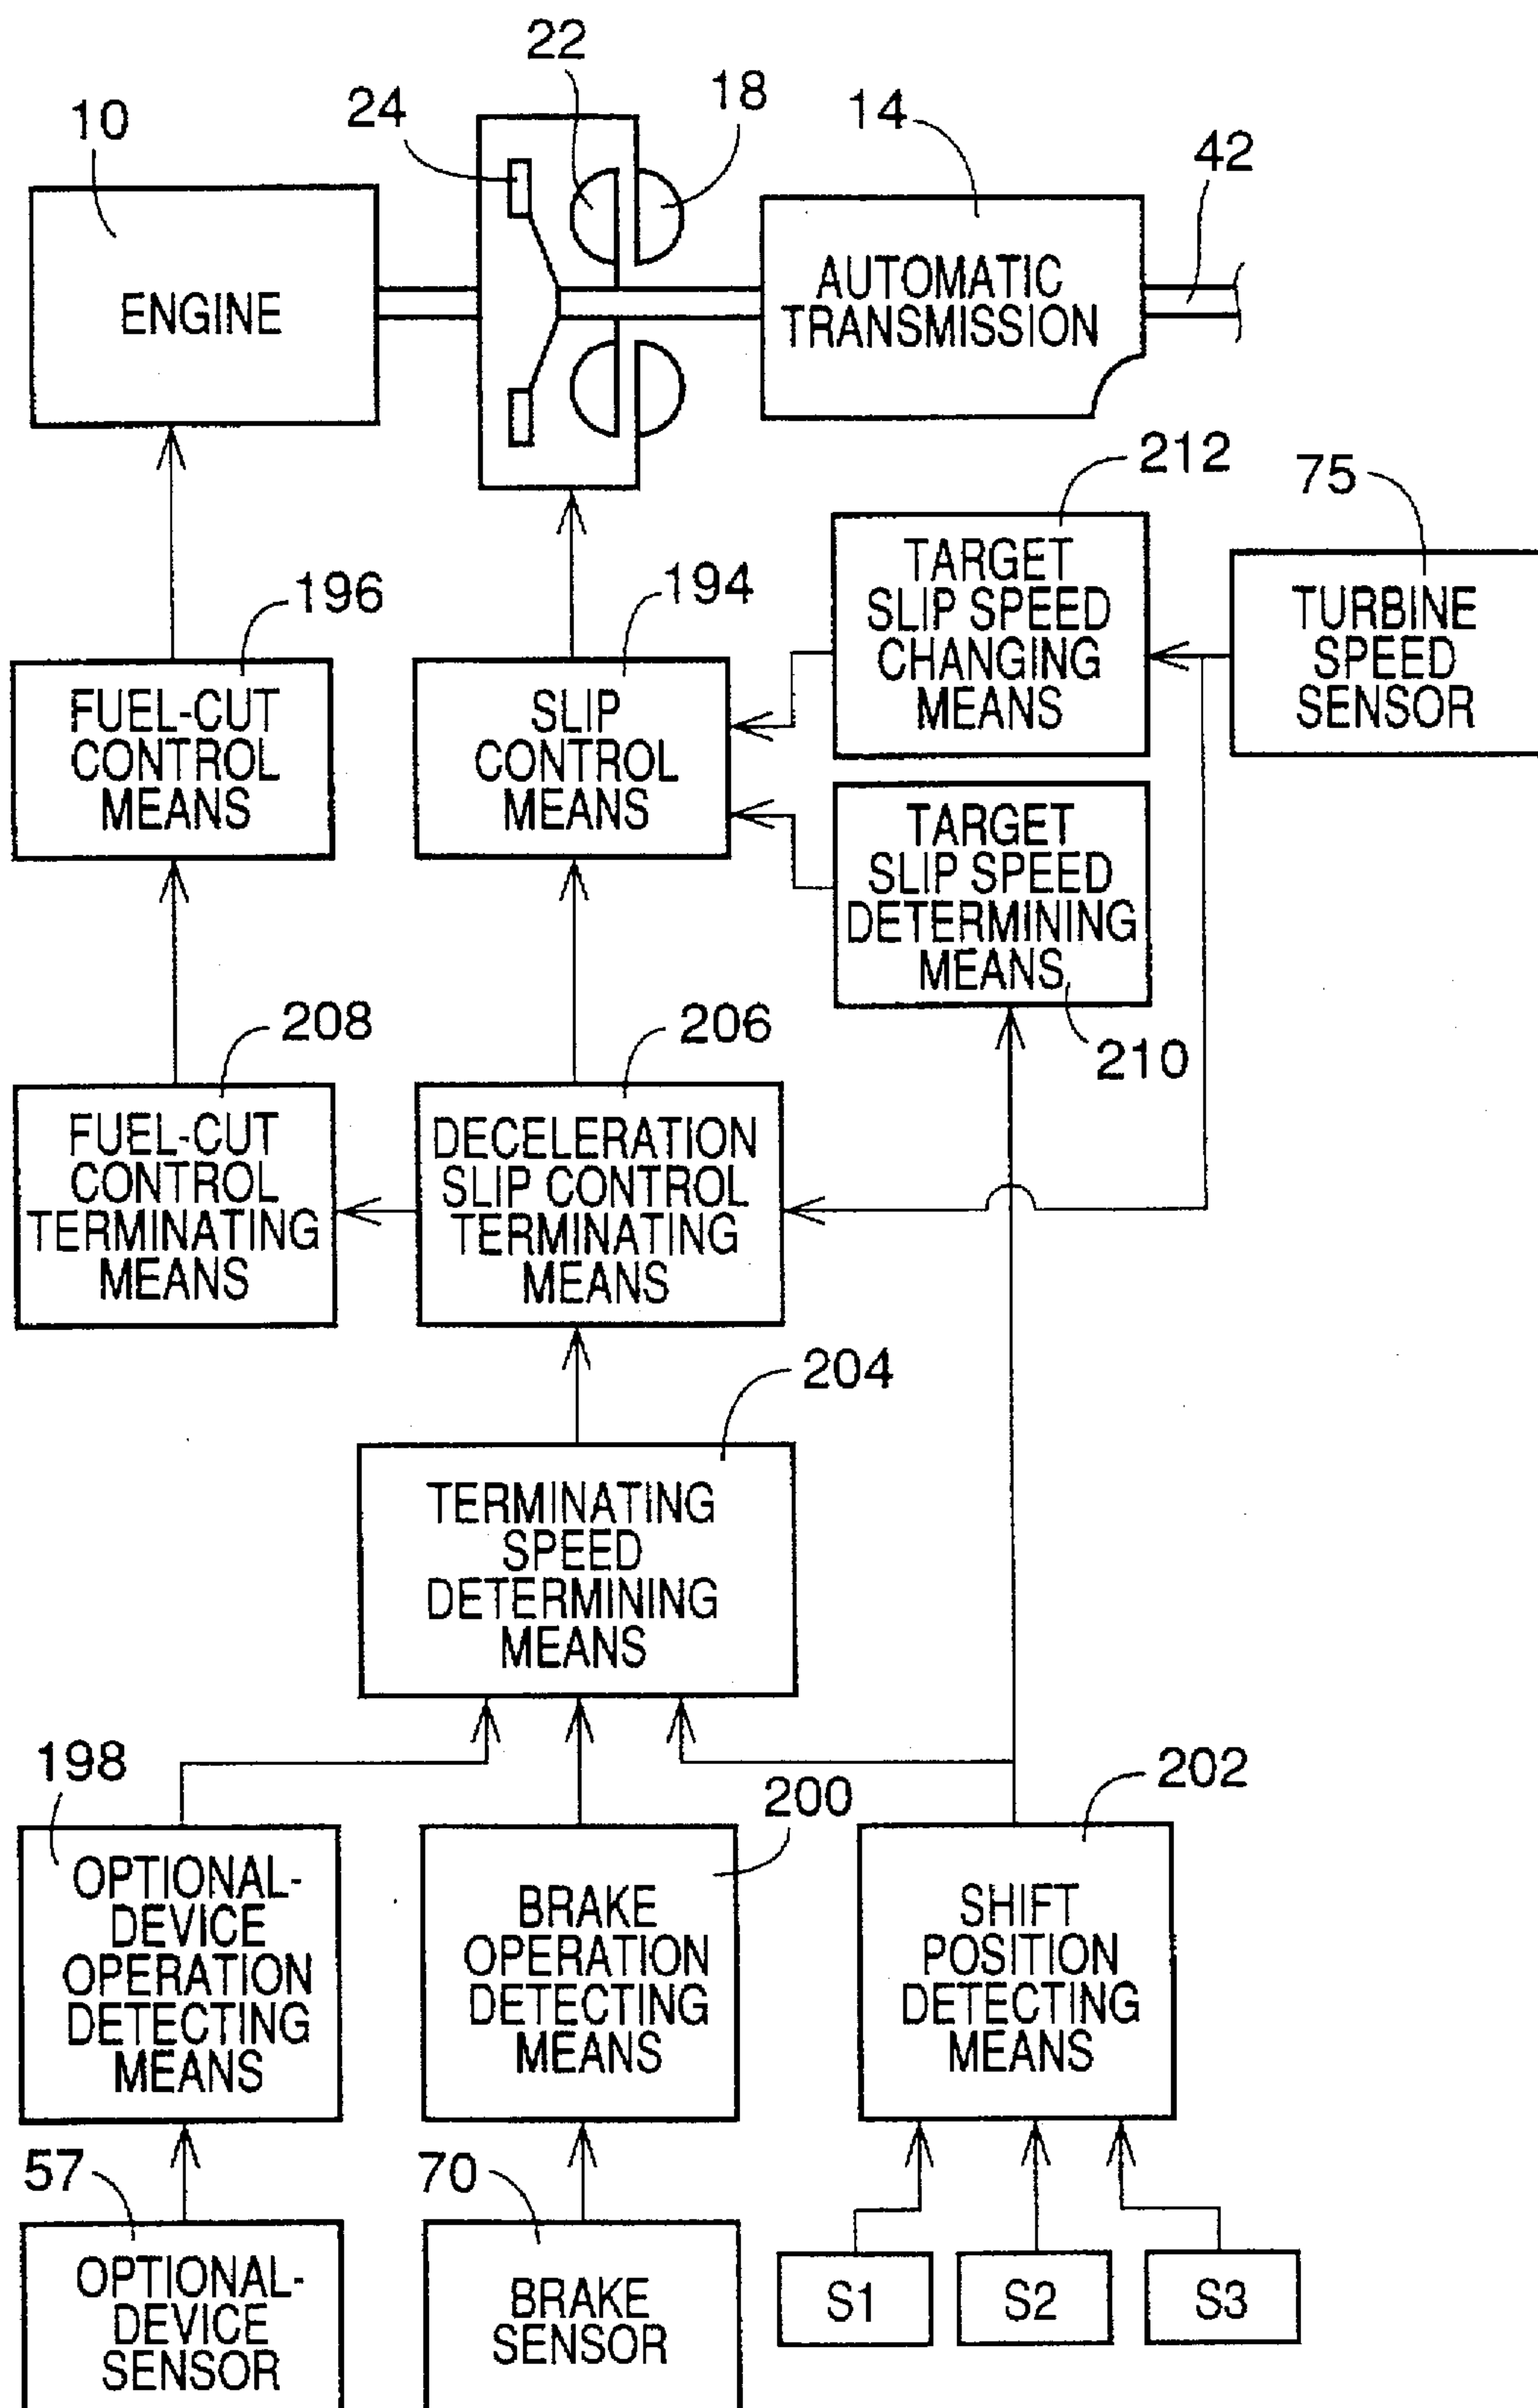 22
18
24
14
10
42
ENGINE
AUTOMATIC
TRANSMISSION
212
75
196
194
TARGET
SLIP SPEED
CHANGING
MEANS
TURBINE
SPEED
SENSOR
FUEL-CUT
CONTROL
MEANS
SLIP
CONTROL
MEANS
TARGET
SLIP SPEED
DETERMINING
MEANS
208
206
210
FUEL-CUT
CONTROL
TERMINATING
MEANS
DECELERATION
SLIP CONTROL
TERMINATING
MEANS
204
TERMINATING
SPEED
DETERMINING
MEANS
198
200
202
OPTIONAL-
DEVICE
OPERATION
DETECTING
MEANS
BRAKE
OPERATION
DETECTING
MEANS
SHIFT
POSITION
DETECTING
MEANS
57
70
OPTIONAL-
DEVICE
SENSOR
BRAKE
SENSOR
S1
S2
S3